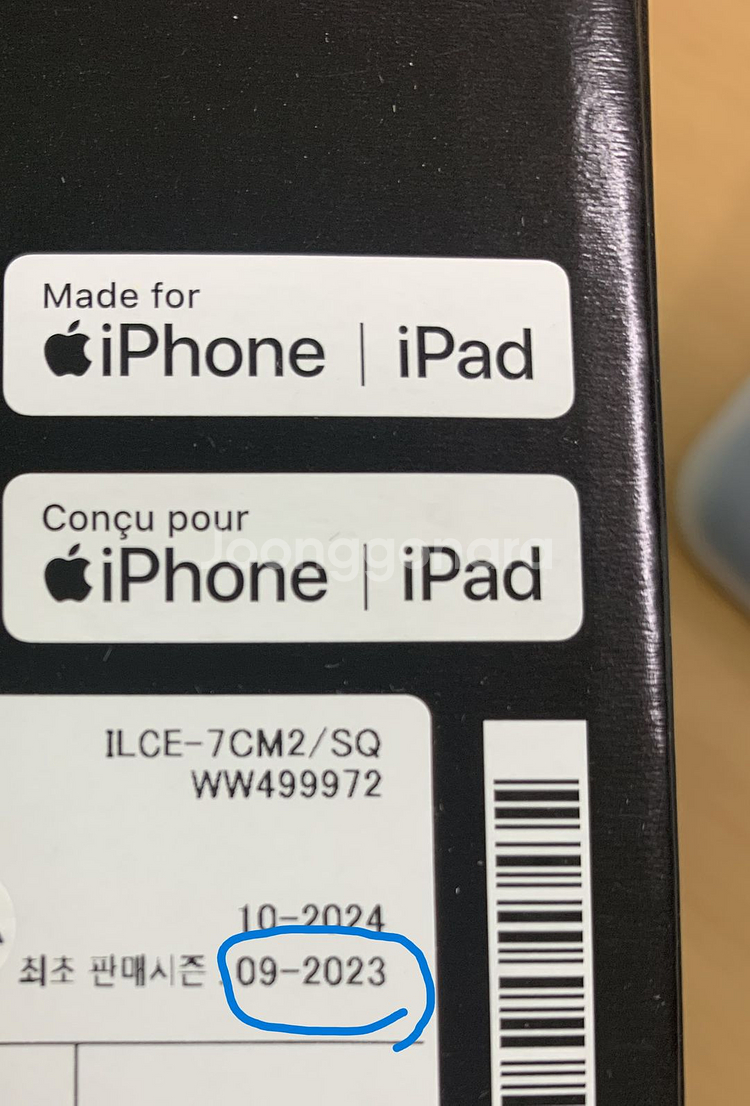 Made for
iPhone | iPad
Conçu pour
iPhone | iPad
Joonggonara
ILCE-7CM2/SQ
WW499972
10-2024
최초 판매시즌 09-2023